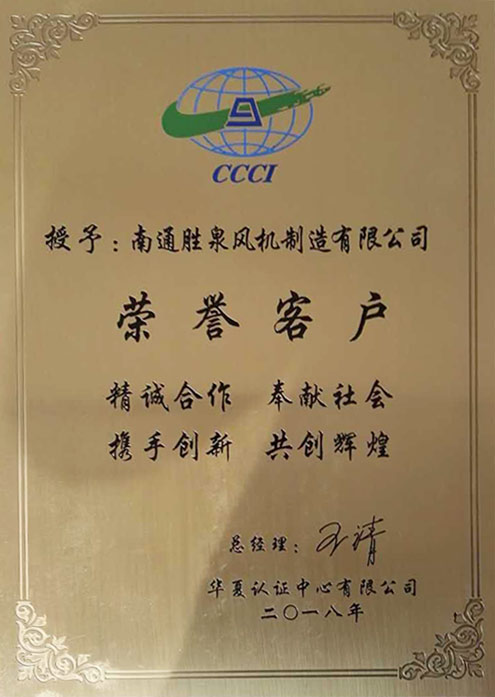 CCCI
授予：南通胜泉风机制造有限公司
荣誉客户
精诚合作 奉献社会
携手创新 共创辉煌
总经理：
华夏认证中心有限公司
二〇一八年